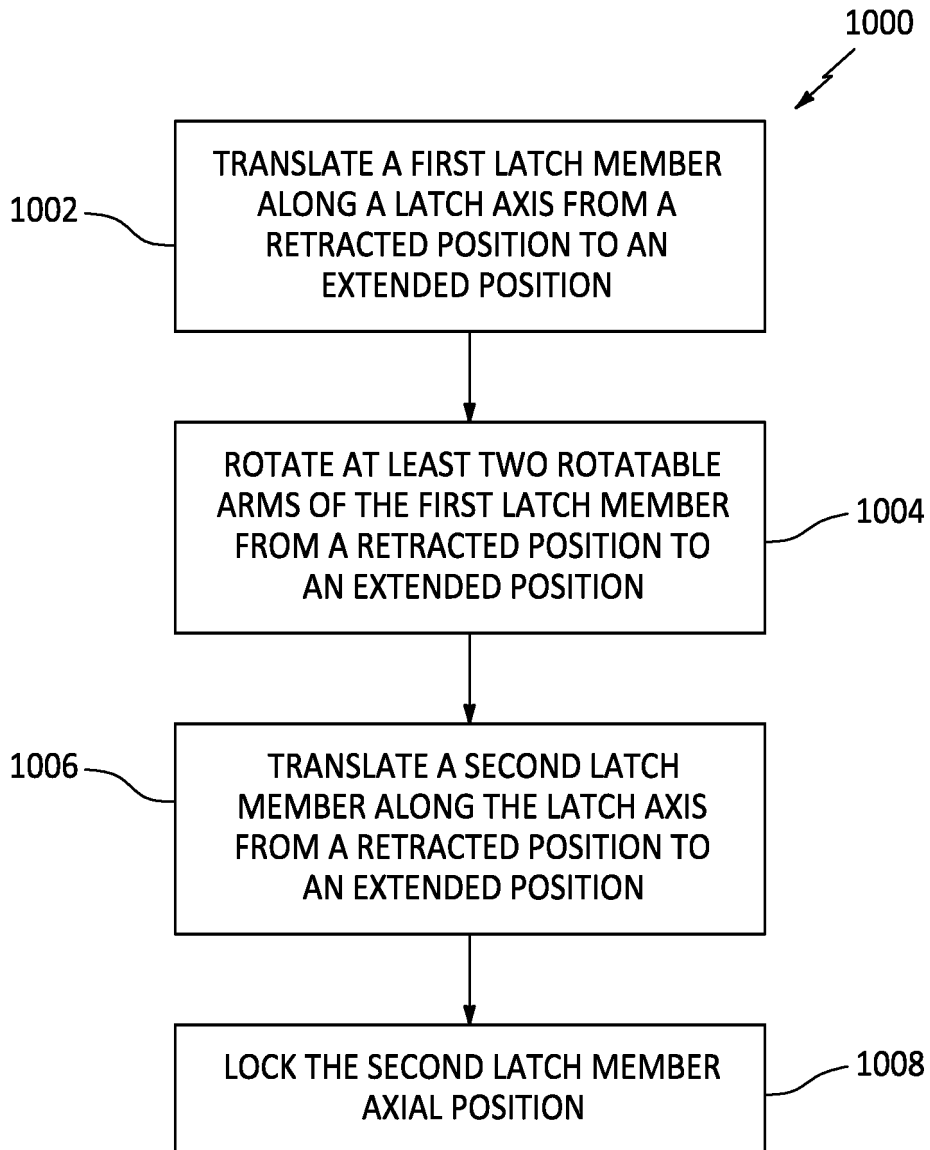 1000
TRANSLATE A FIRST LATCH MEMBER
ALONG A LATCH AXIS FROM A
RETRACTED POSITION TO AN
EXTENDED POSITION
1002
ROTATE AT LEAST TWO ROTATABLE
ARMS OF THE FIRST LATCH MEMBER
FROM A RETRACTED POSITION TO
AN EXTENDED POSITION
1004
TRANSLATE A SECOND LATCH
MEMBER ALONG THE LATCH AXIS
FROM A RETRACTED POSITION TO
AN EXTENDED POSITION
1006
LOCK THE SECOND LATCH MEMBER
AXIAL POSITION
1008